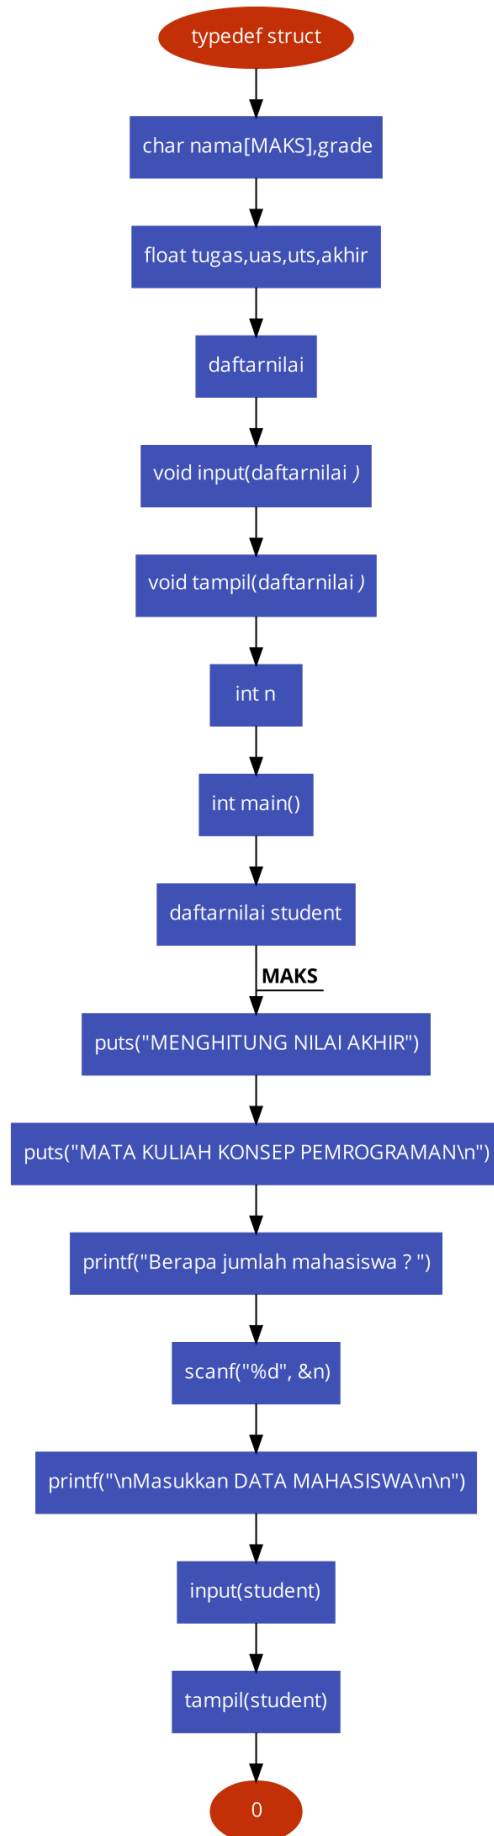 typedef struct
char nama[MAKS],grade
float tugas,uas,uts,akhir
daftarnilai
void input(daftarnilai )
void tampil(daftarnilai )
int n
int main()
daftarnilai student
MAKS
puts("MENGHITUNG NILAI AKHIR")
puts("MATA KULIAH KONSEP PEMROGRAMAN\n")
printf("Berapa jumlah mahasiswa ? ")
scanf("%d", &n)
printf("\nMasukkan DATA MAHASISWA\n\n")
input(student)
tampil(student)
0